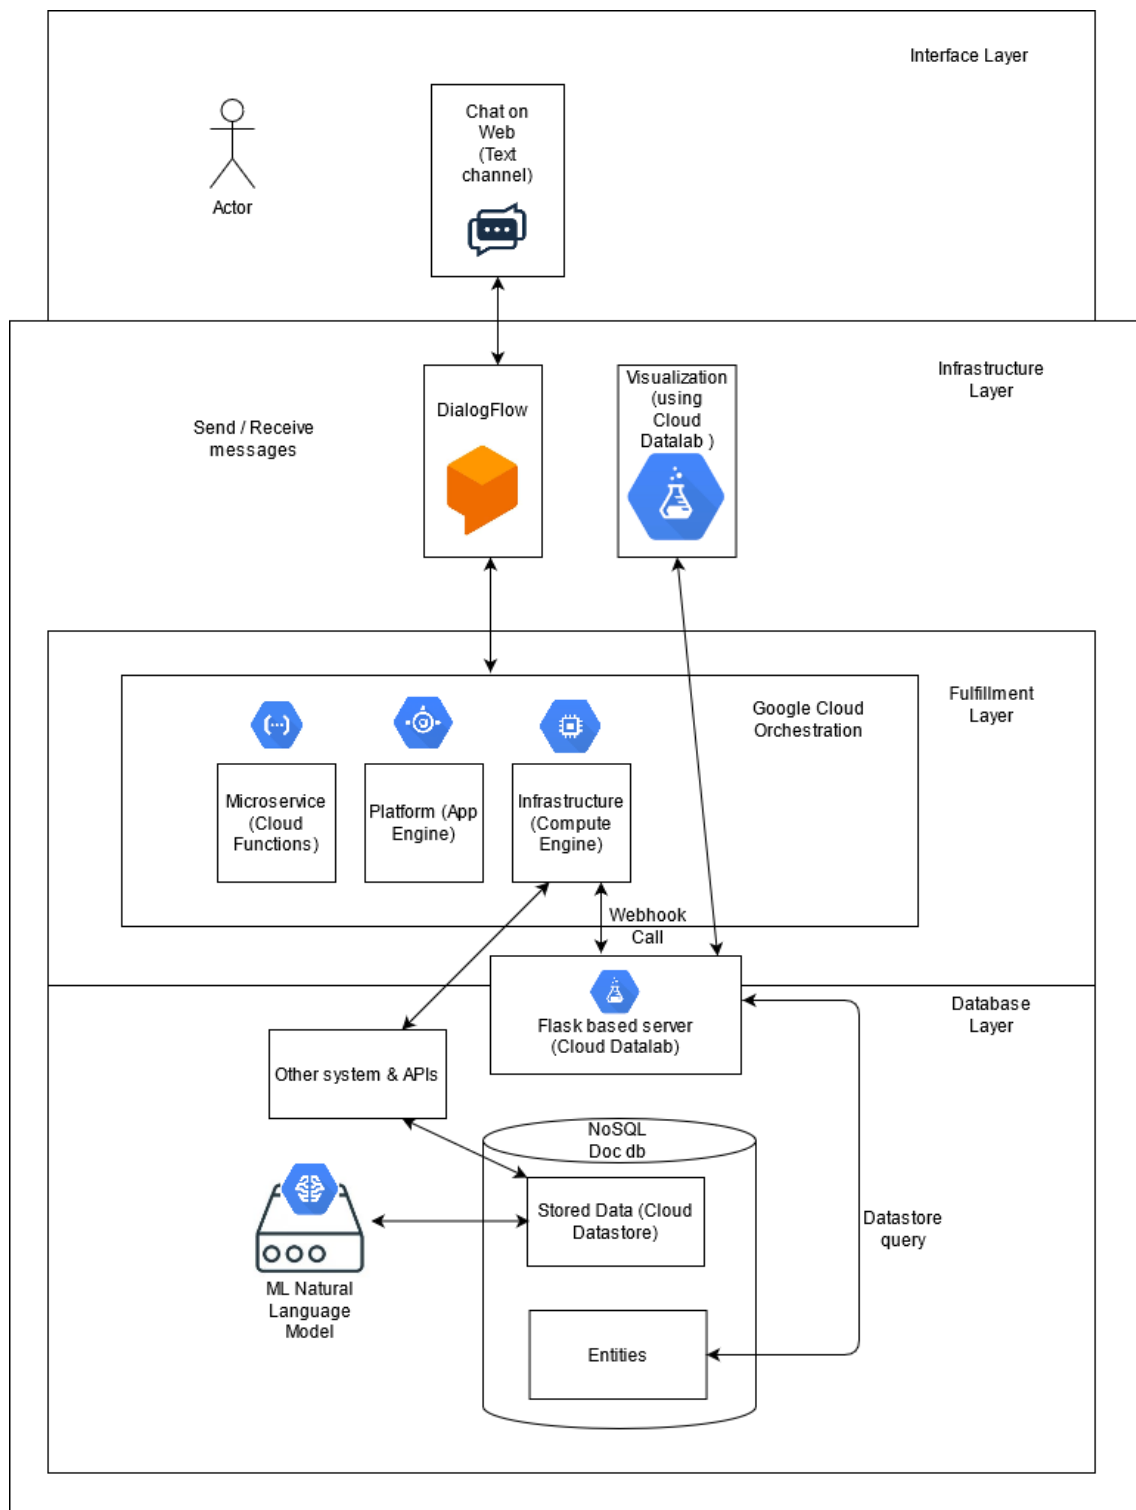 Interface Layer
Chat on
Web
(Text
channel)
Actor
Infrastructure
Layer
Visualization
(using
Cloud
Datalab )
DialogFlow
Send / Receive
messages
Fulfillment
Layer
Google Cloud
Orchestration
Microservice
(Cloud
Functions)
Platform (App
Engine)
Infrastructure
(Compute
Engine)
Webhook
Call
Database
Layer
Flask based server
(Cloud Datalab)
Other system & APIs
NoSQL
Doc db
Stored Data (Cloud
Datastore)
Datastore
query
ML Natural
Language
Model
Entities